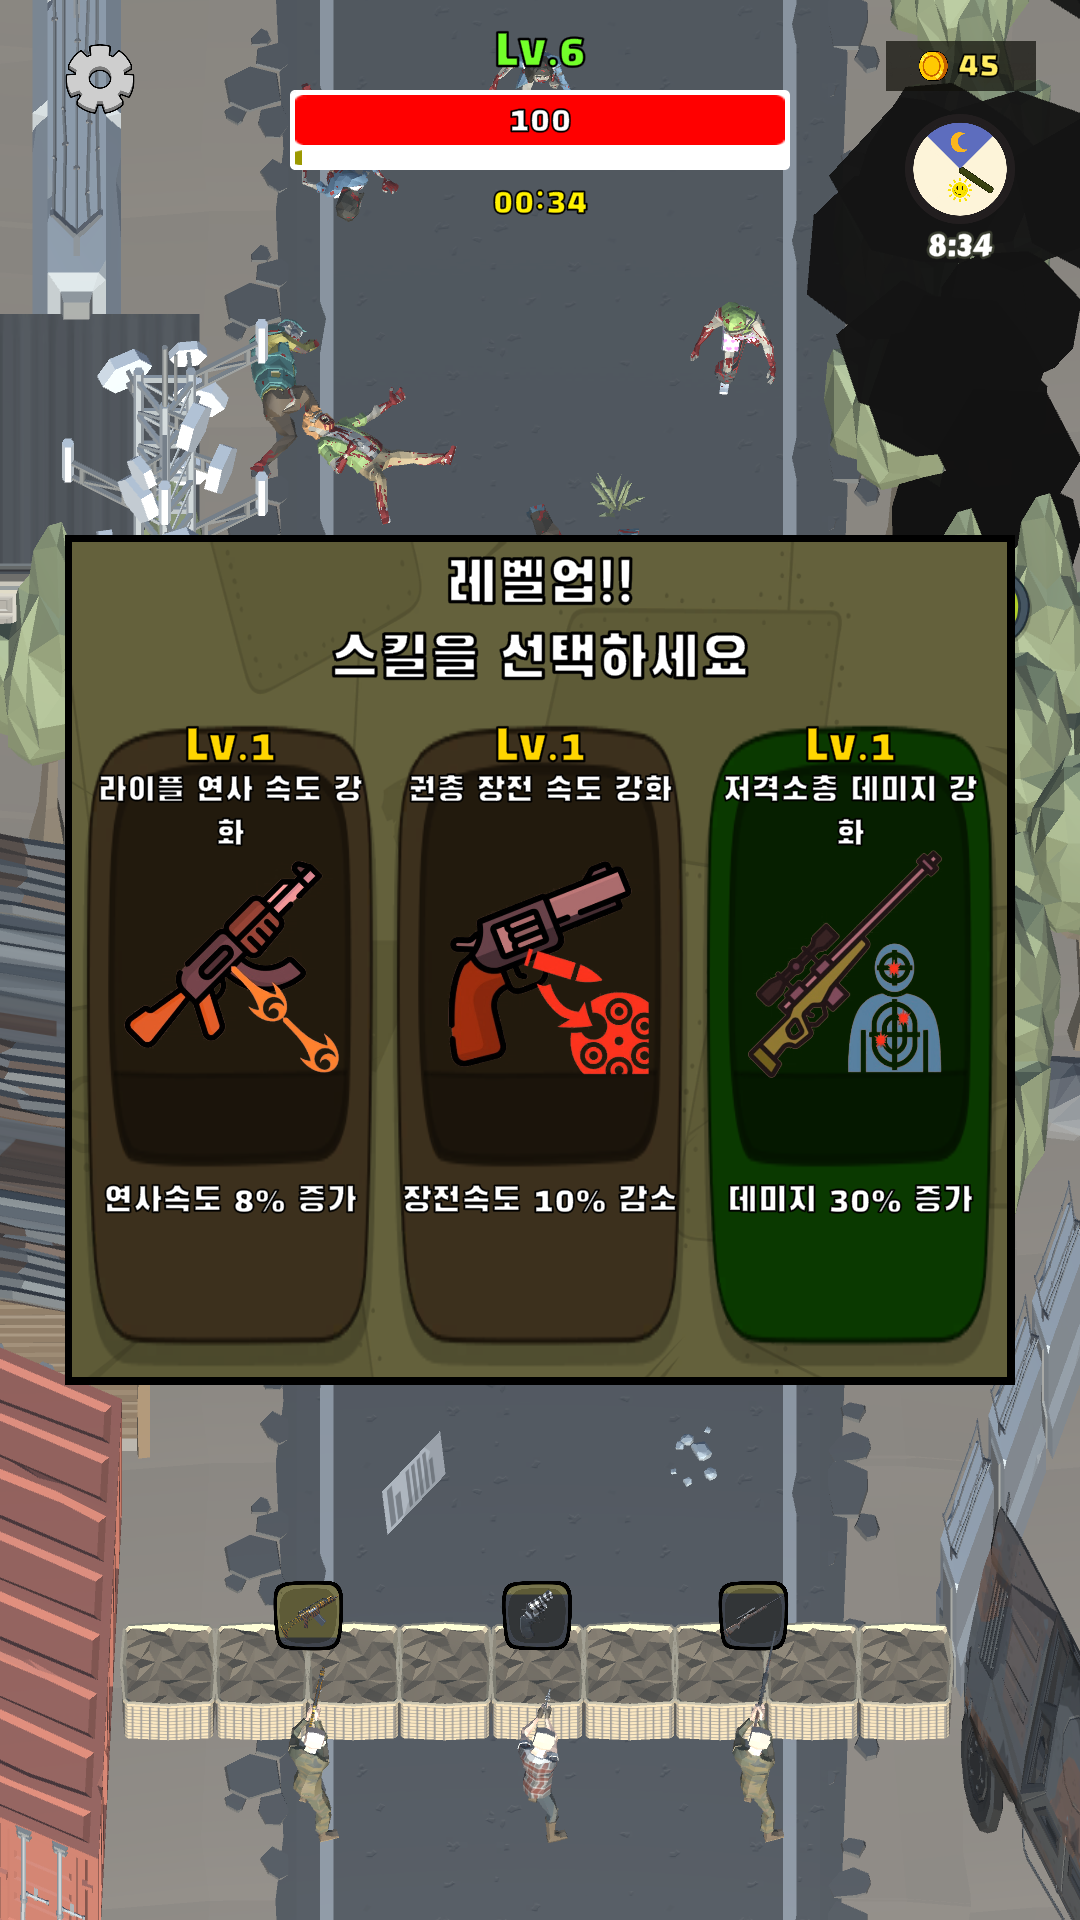 Lv.6
45
100
00:34
8:34
레벨업!!
스킬을 선택하세요
Lv.1
라이플 연사 속도 강
화
연사속도 8% 증가
Lv.1
권총 장전 속도 강화
장전속도 10% 감소
Lv.1
저격소총 데미지 강
화
데미지 30% 증가